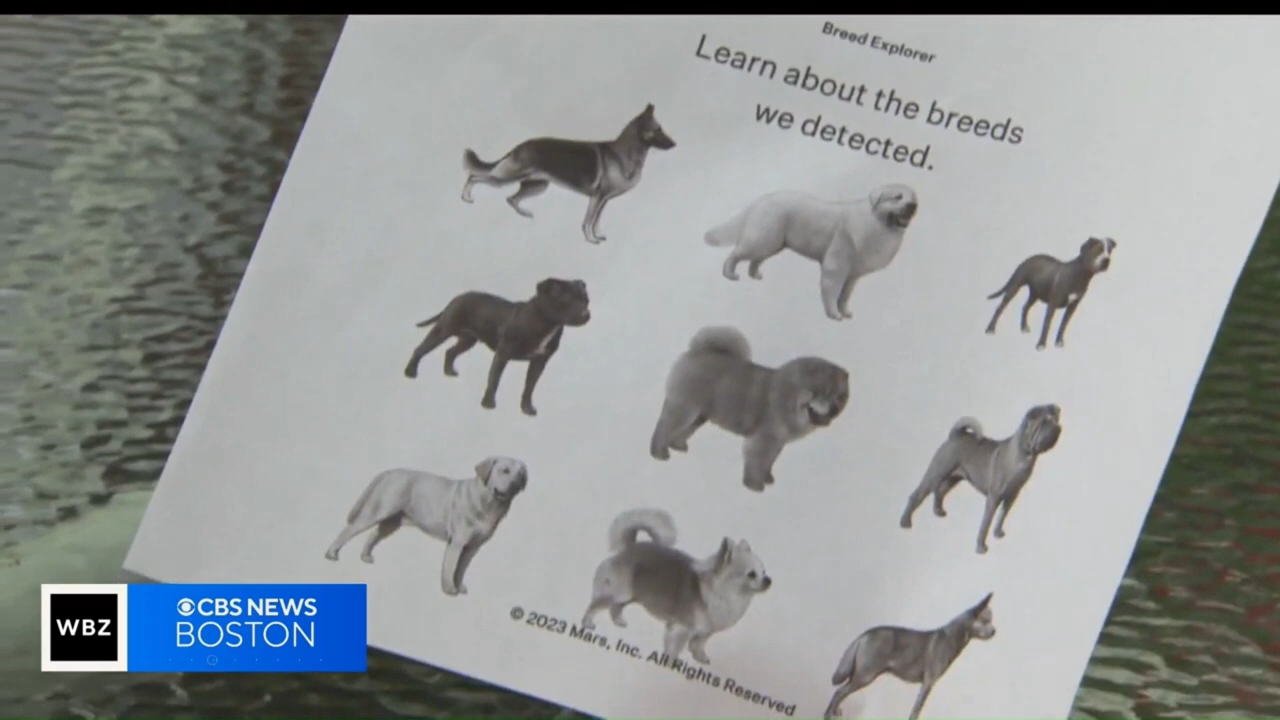 Breed Explorer
Learn about the breeds
we detected.
© 2023 Mars, Inc. All Rights Reserved
WBZ
CBS NEWS
BOSTON